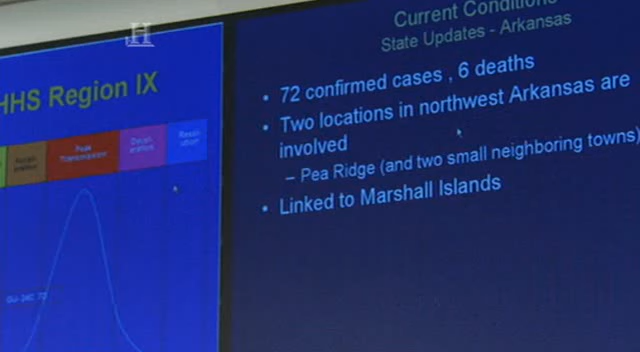 H
HHS Region IX
Peak
Transmission
Current Conditions
State Updates - Arkansas
• 72 confirmed cases , 6 deaths
• Two locations in northwest Arkansas are
involved
– Pea Ridge (and two small neighboring towns)
• Linked to Marshall Islands